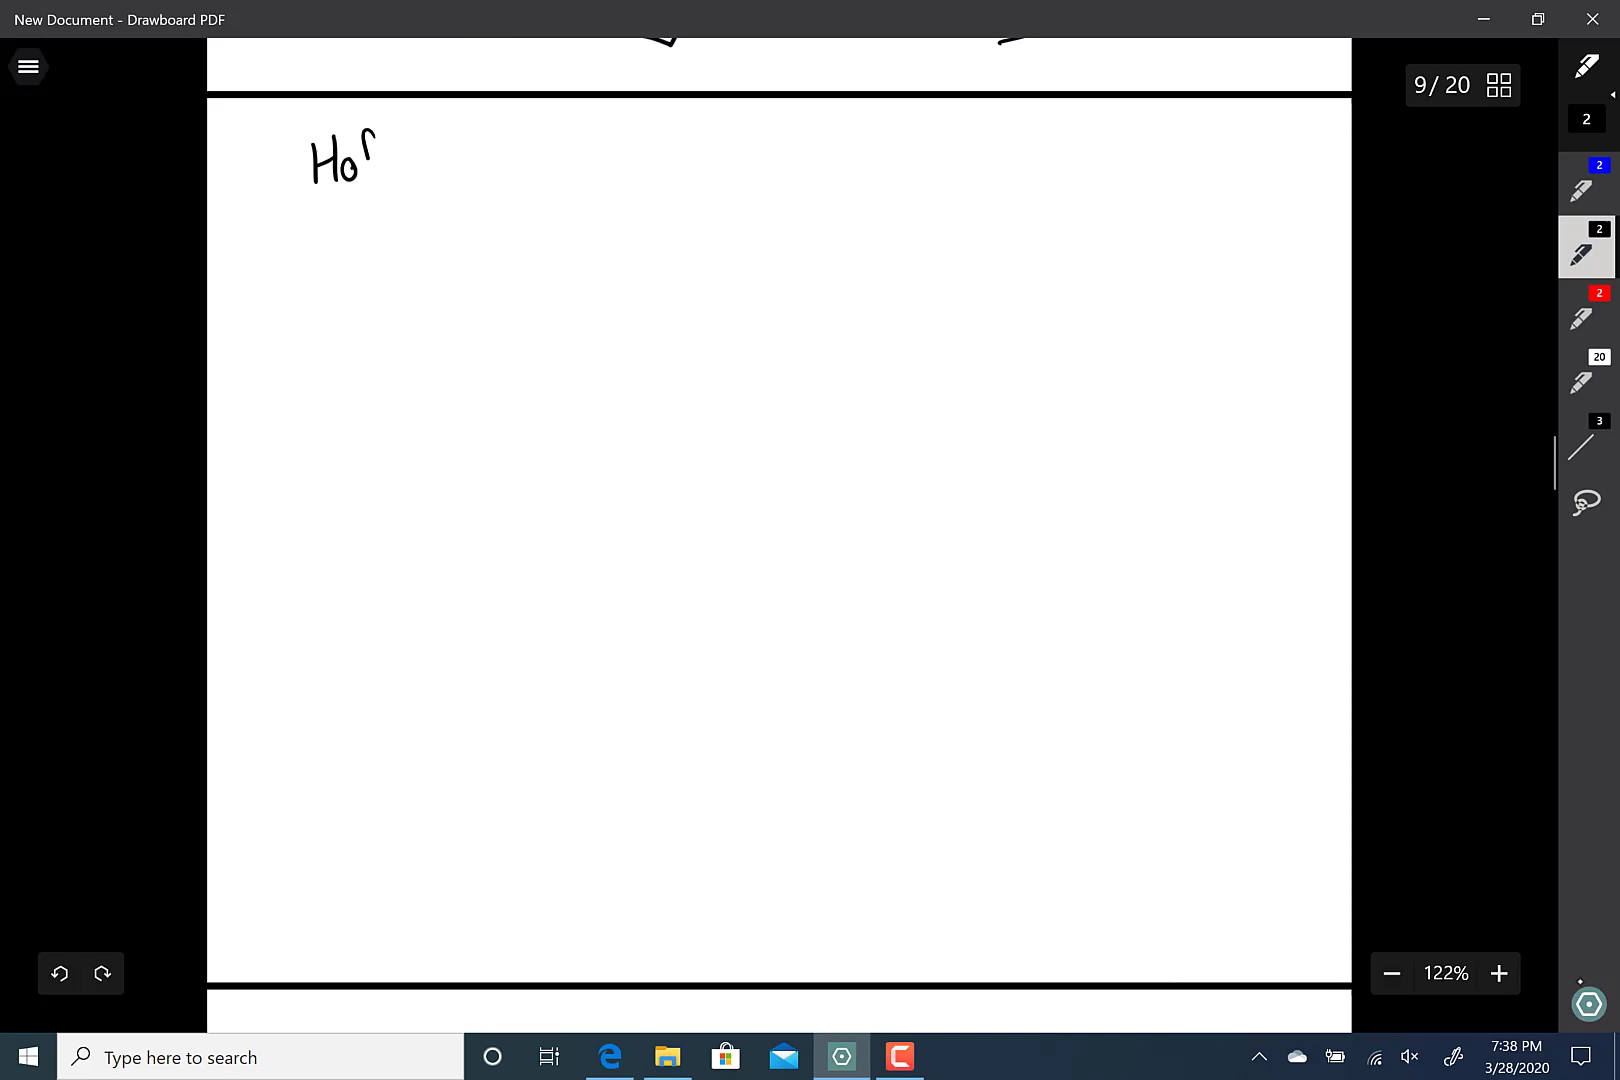 New Document - Drawboard PDF
9/ 20
2
Hor
2
2
2
20
3
122%
Type here to search
7:38 PM
3/28/2020